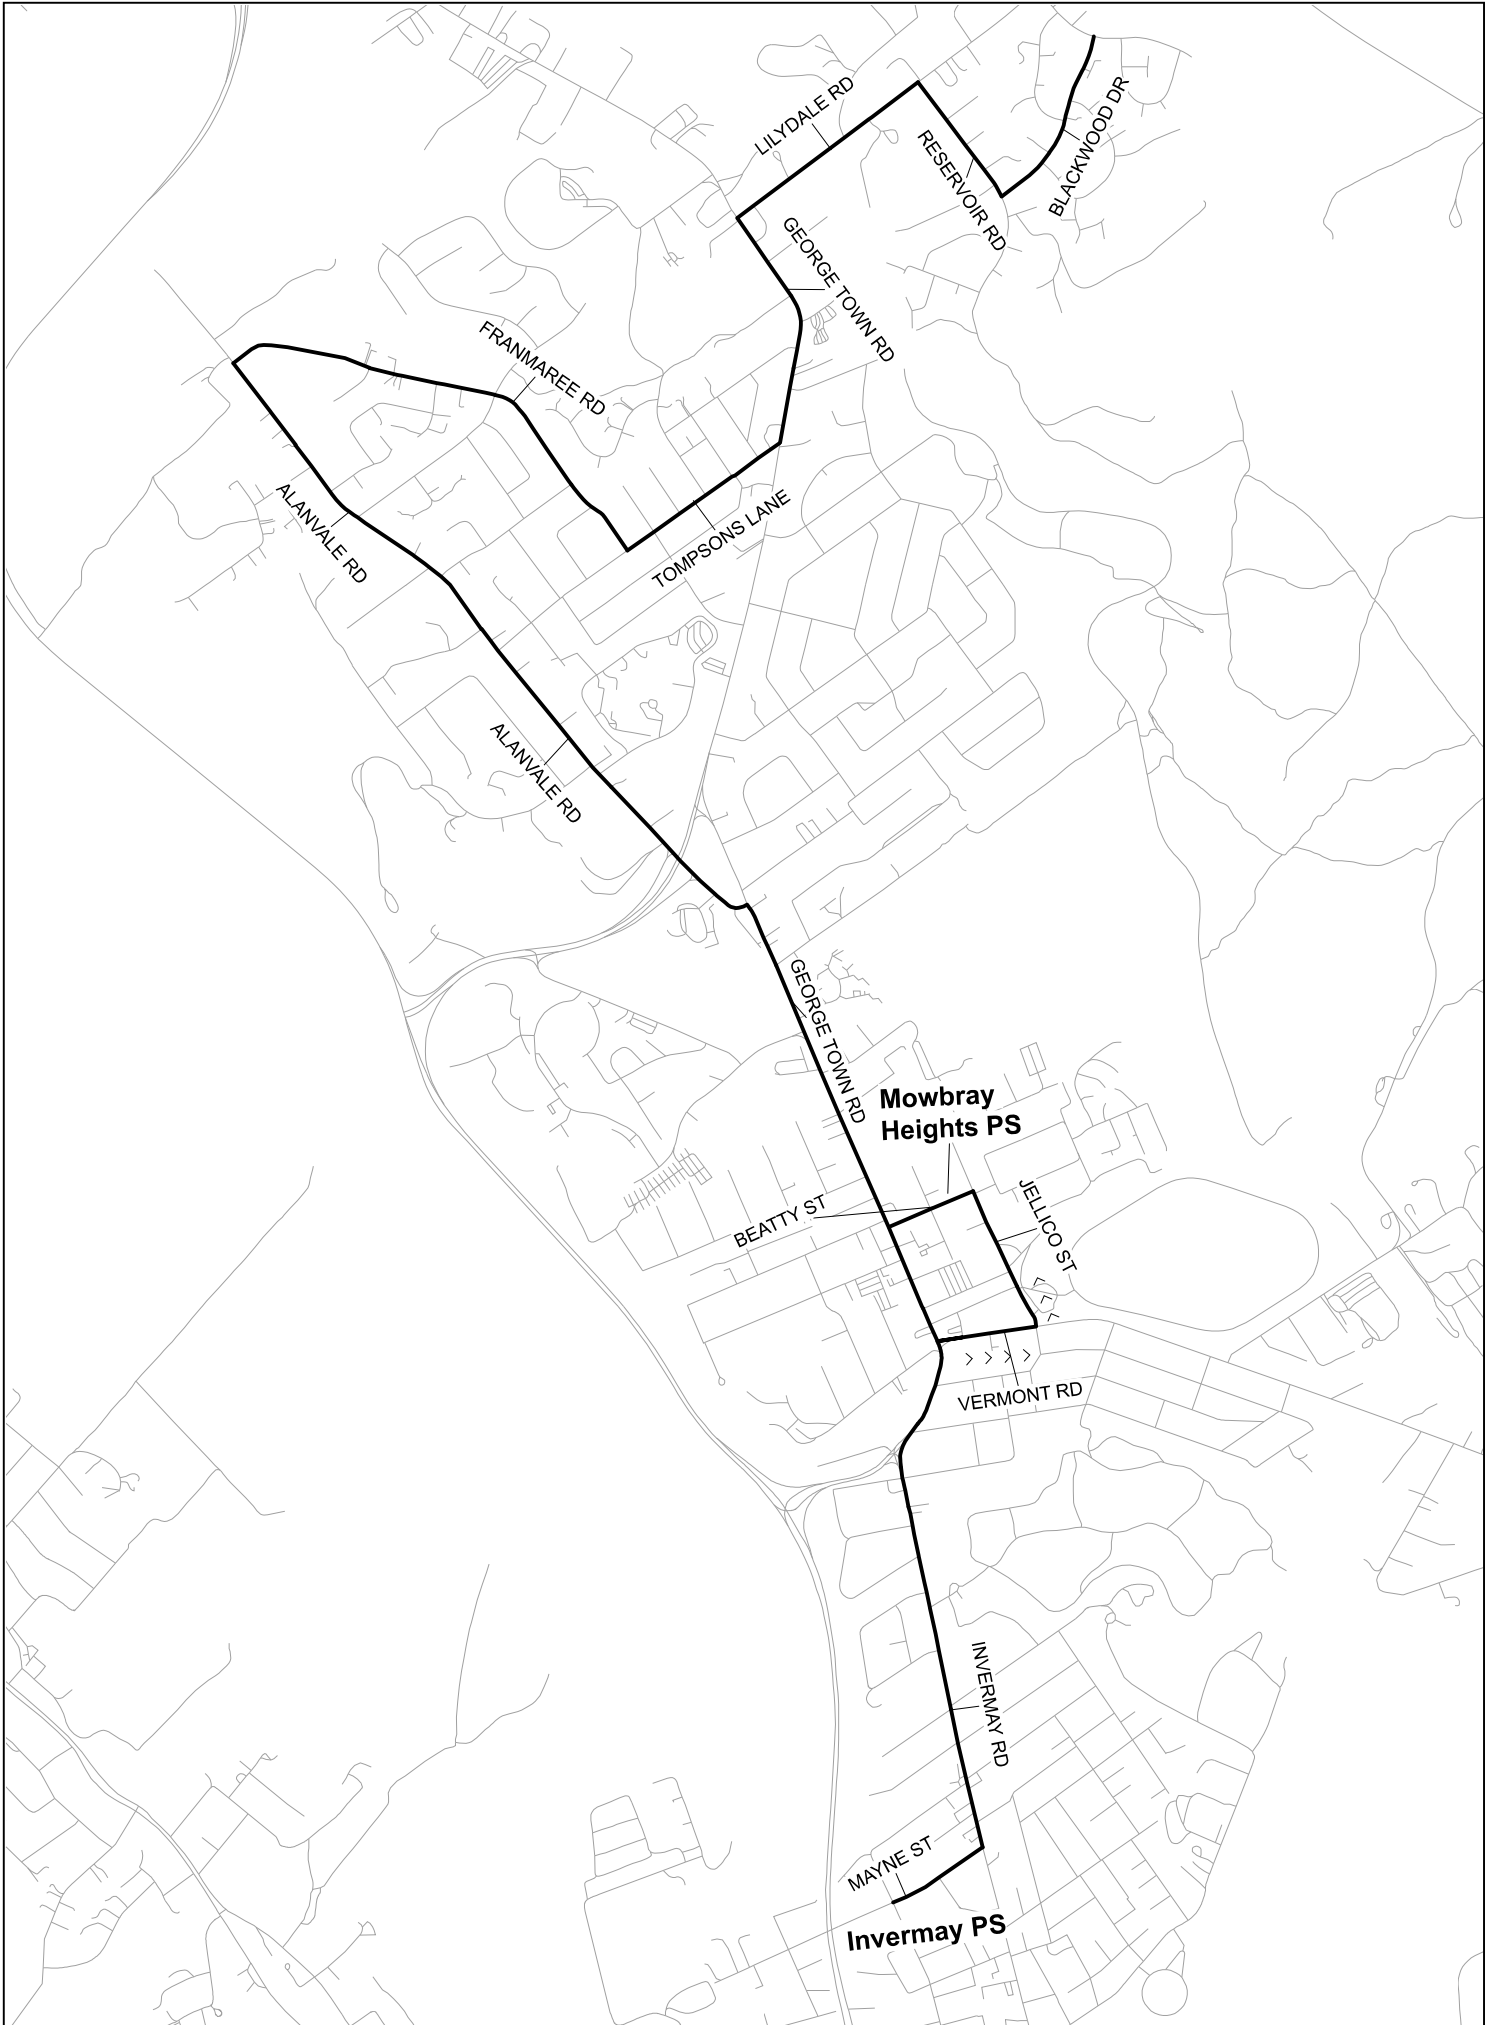 LILYDALE RD
BLACKWOOD DR
RESERVOIR RD
GEORGE TOWN RD
FRANMAREE RD
ALANVALE RD
TOMPSONS LANE
ALANVALE RD
GEORGE TOWN RD
Mowbray
Heights PS
BEATTY ST
JELLICO ST
VERMONT RD
INVERMAY RD
MAYNE ST
Invermay PS